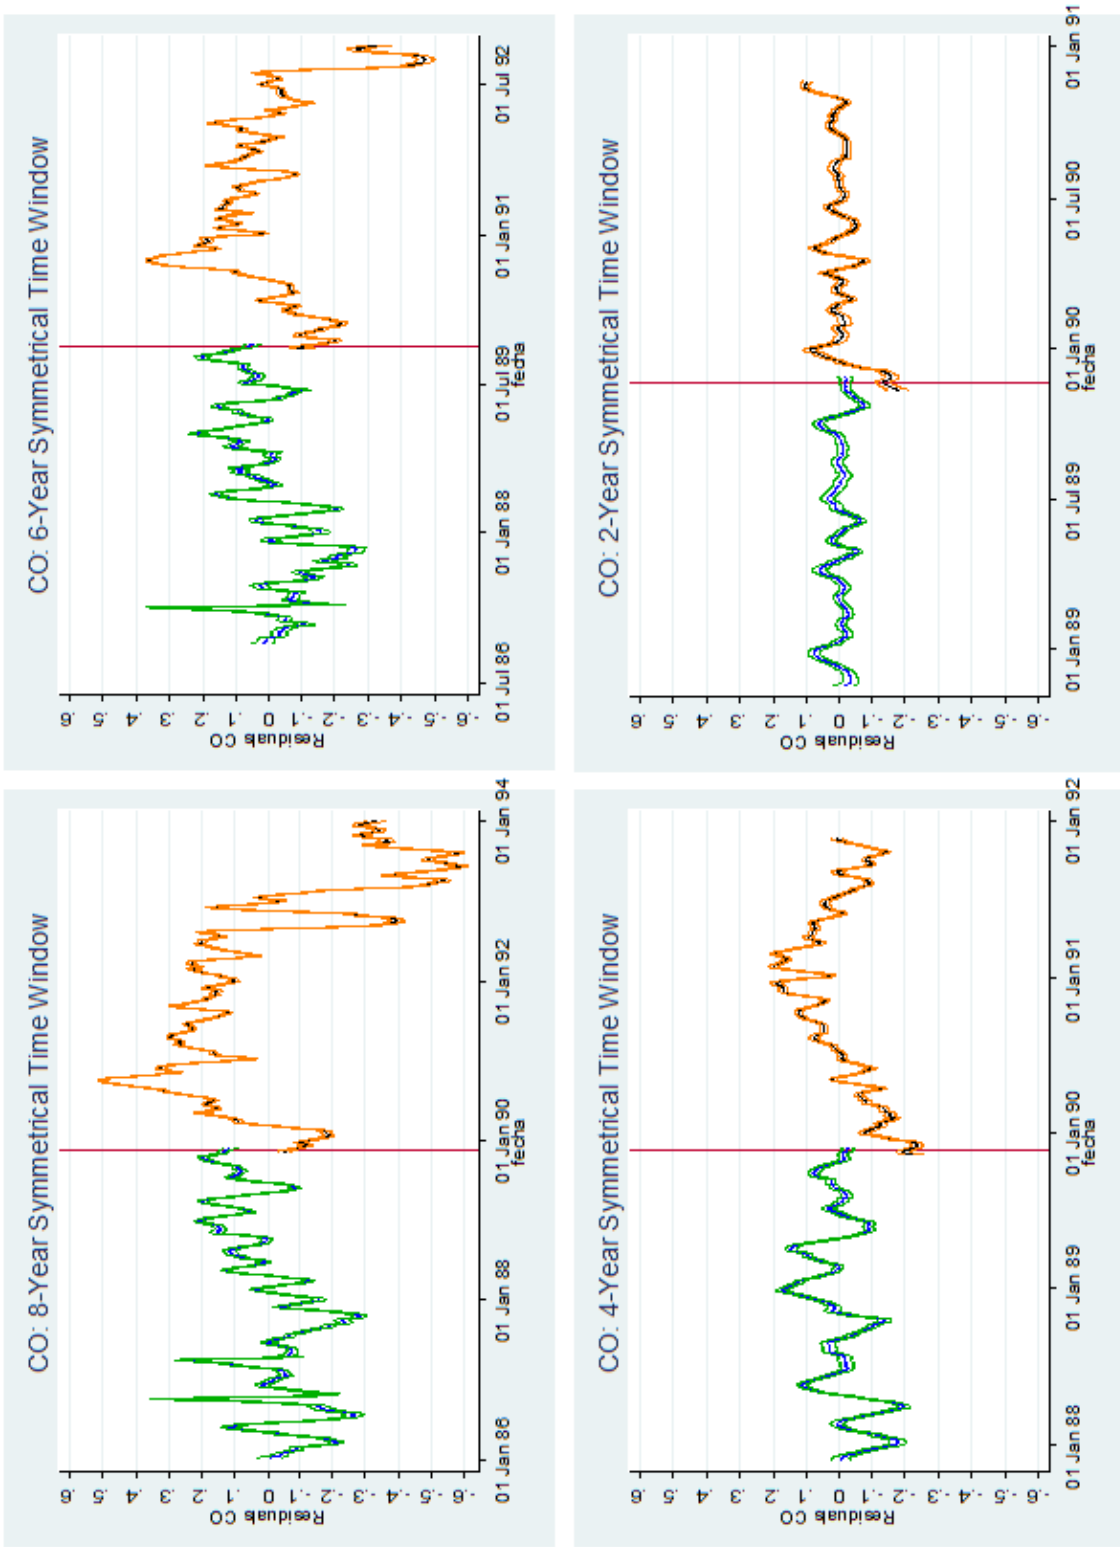 CO: 8-Year Symmetrical Time Window
Residuals CO
.6
.5
.4
.3
.2
.1
0
-.1
-.2
-.3
-.4
-.5
-.6
01 Jan 86
01 Jan 88
01 Jan 90
01 Jan 92
01 Jan 94
fecha
CO: 6-Year Symmetrical Time Window
Residuals CO
.6
.5
.4
.3
.2
.1
0
-.1
-.2
-.3
-.4
-.5
-.6
01 Jul 86
01 Jan 88
01 Jul 89
01 Jan 91
01 Jul 92
fecha
CO: 4-Year Symmetrical Time Window
Residuals CO
.6
.5
.4
.3
.2
.1
0
-.1
-.2
-.3
-.4
-.5
-.6
01 Jan 88
01 Jan 89
01 Jan 90
01 Jan 91
01 Jan 92
fecha
CO: 2-Year Symmetrical Time Window
Residuals CO
.6
.5
.4
.3
.2
.1
0
-.1
-.2
-.3
-.4
-.5
-.6
01 Jan 89
01 Jul 89
01 Jan 90
01 Jul 90
01 Jan 91
fecha